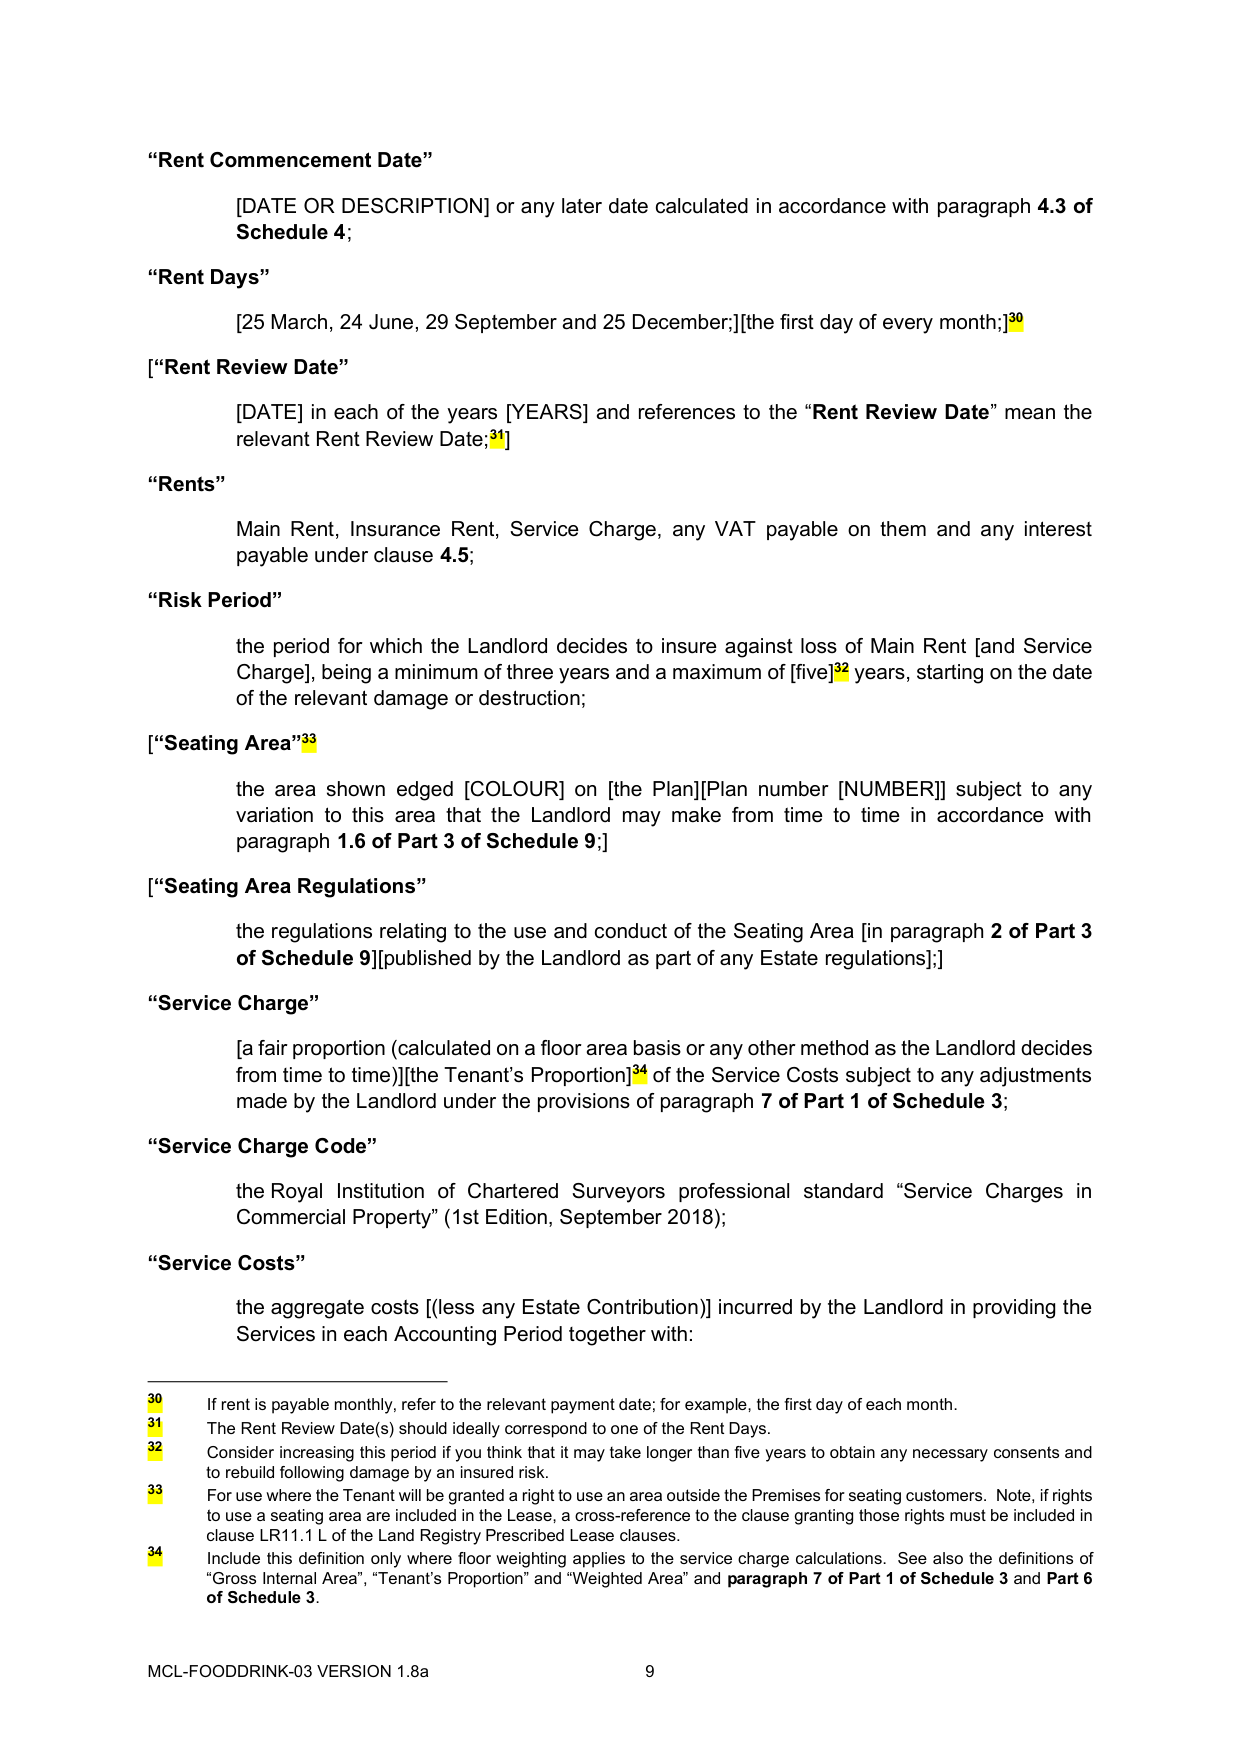 “Rent Commencement Date”
[DATE OR DESCRIPTION] or any later date calculated in accordance with paragraph 4.3 of
Schedule 4;
“Rent Days”
[25 March, 24 June, 29 September and 25 December;][the first day of every month;]30
[“Rent Review Date”
[DATE] in each of the years [YEARS] and references to the “Rent Review Date” mean the
relevant Rent Review Date;31]
“Rents”
Main Rent, Insurance Rent, Service Charge, any VAT payable on them and any interest
payable under clause 4.5;
“Risk Period”
the period for which the Landlord decides to insure against loss of Main Rent [and Service
Charge], being a minimum of three years and a maximum of [five]32 years, starting on the date
of the relevant damage or destruction;
[“Seating Area”33
the area shown edged [COLOUR] on [the Plan][Plan number [NUMBER]] subject to any
variation to this area that the Landlord may make from time to time in accordance with
paragraph 1.6 of Part 3 of Schedule 9;]
[“Seating Area Regulations”
the regulations relating to the use and conduct of the Seating Area [in paragraph 2 of Part 3
of Schedule 9][published by the Landlord as part of any Estate regulations];]
“Service Charge”
[a fair proportion (calculated on a floor area basis or any other method as the Landlord decides
from time to time)][the Tenant’s Proportion]34 of the Service Costs subject to any adjustments
made by the Landlord under the provisions of paragraph 7 of Part 1 of Schedule 3;
“Service Charge Code”
the Royal Institution of Chartered Surveyors professional standard “Service Charges in
Commercial Property” (1st Edition, September 2018);
“Service Costs”
the aggregate costs [(less any Estate Contribution)] incurred by the Landlord in providing the
Services in each Accounting Period together with:
30 If rent is payable monthly, refer to the relevant payment date; for example, the first day of each month.
31 The Rent Review Date(s) should ideally correspond to one of the Rent Days.
32 Consider increasing this period if you think that it may take longer than five years to obtain any necessary consents and
to rebuild following damage by an insured risk.
33 For use where the Tenant will be granted a right to use an area outside the Premises for seating customers. Note, if rights
to use a seating area are included in the Lease, a cross-reference to the clause granting those rights must be included in
clause LR11.1 L of the Land Registry Prescribed Lease clauses.
34 Include this definition only where floor weighting applies to the service charge calculations. See also the definitions of
“Gross Internal Area”, “Tenant’s Proportion” and “Weighted Area” and paragraph 7 of Part 1 of Schedule 3 and Part 6
of Schedule 3.
MCL-FOODDRINK-03 VERSION 1.8a 9